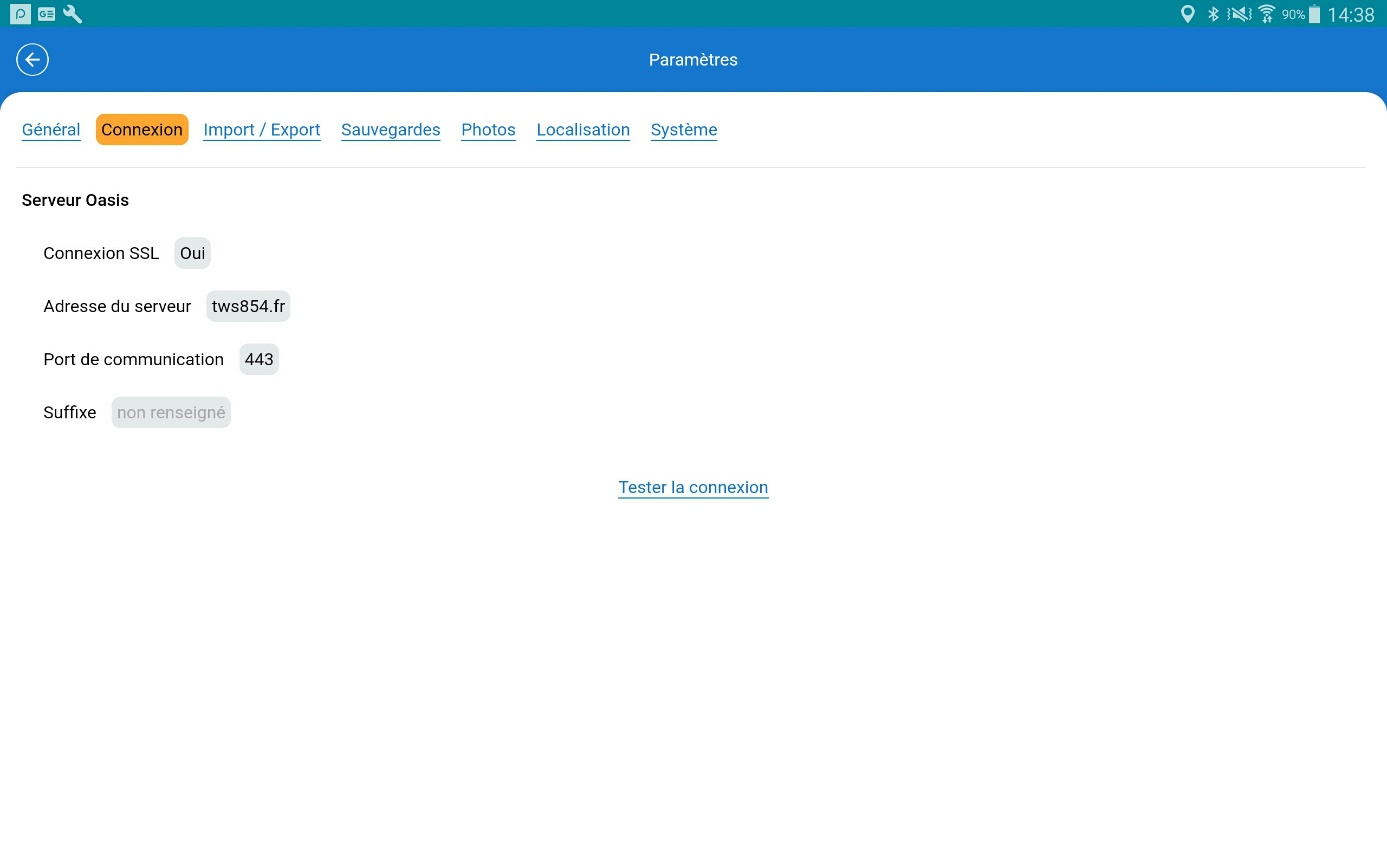 90% 14:38
Paramètres
Général Connexion Import / Export Sauvegardes Photos Localisation Système
Serveur Oasis
Connexion SSL Oui
Adresse du serveur tws854.fr
Port de communication 443
Suffixe non renseigné
Tester la connexion